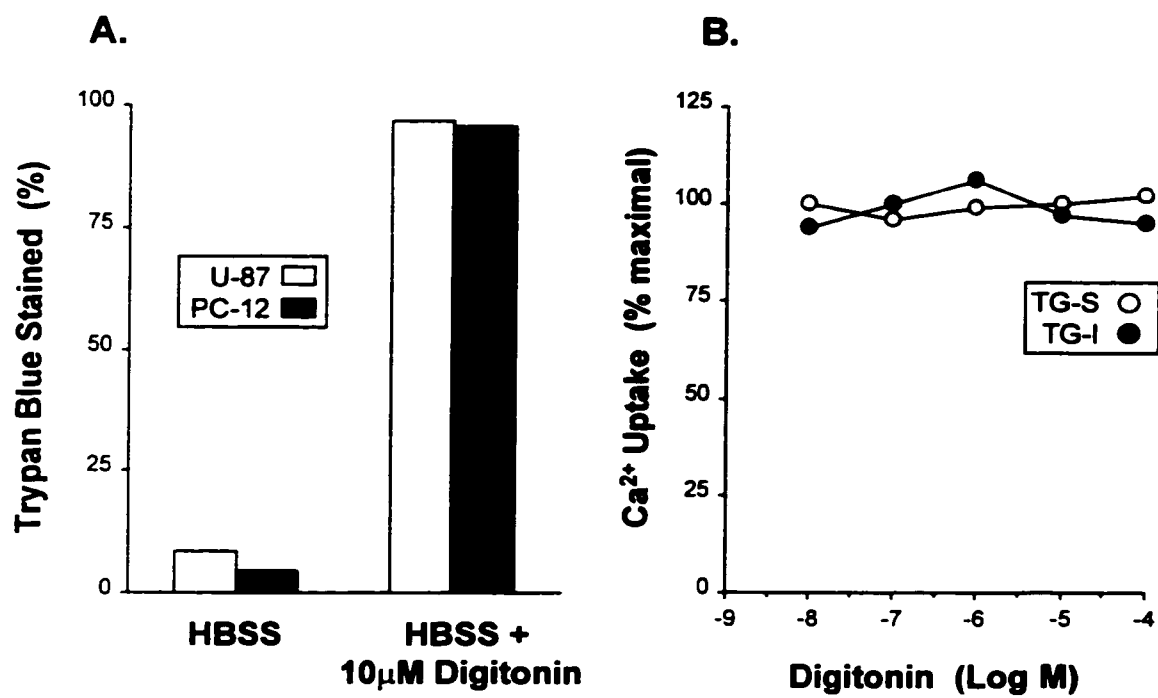 A.
Trypan Blue Stained (%)
100
75
50
25
0
U-87
PC-12
HBSS
HBSS +
10µM Digitonin
B.
Ca²⁺ Uptake (% maximal)
125
100
75
50
25
0
TG-S
TG-I
-9 -8 -7 -6 -5 -4
Digitonin (Log M)